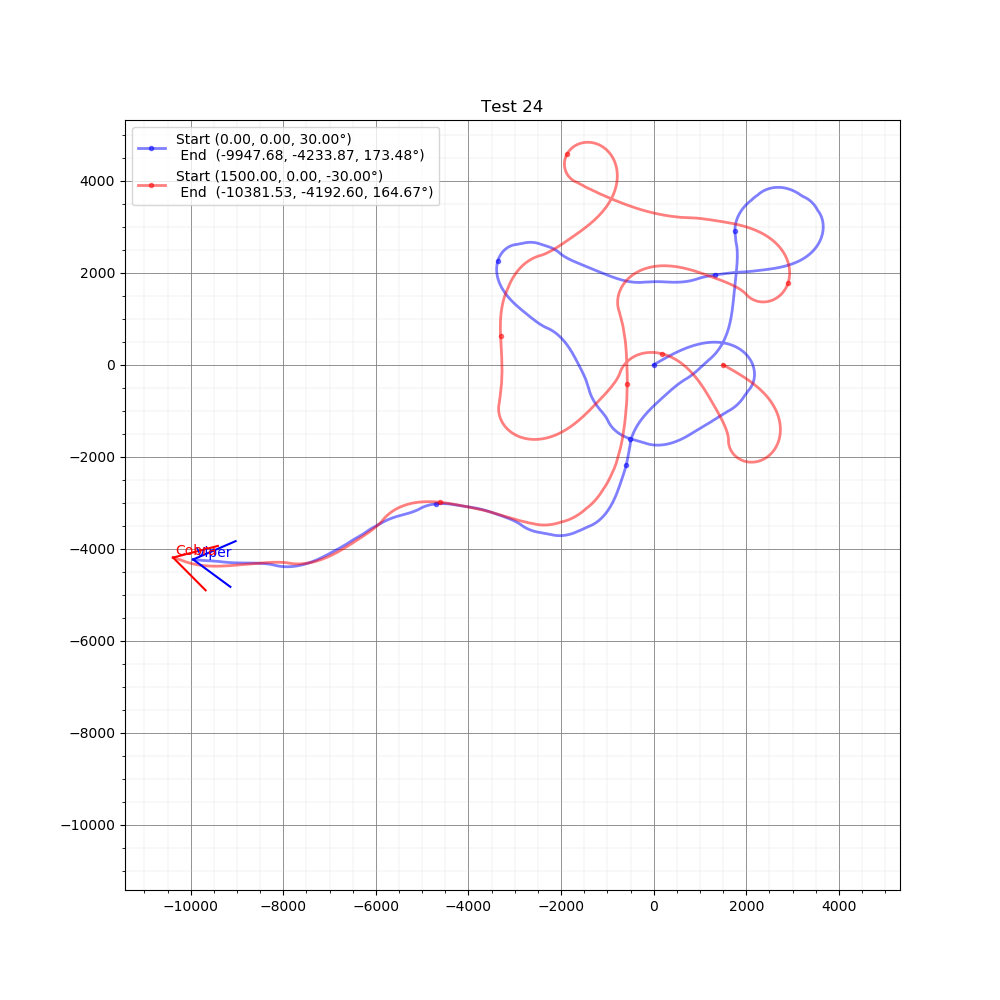 Test 24
Start (0.00, 0.00, 30.00°)
End  (-9947.68, -4233.87, 173.48°)
Start (1500.00, 0.00, -30.00°)
End  (-10381.53, -4192.60, 164.67°)
4000
2000
0
−2000
−4000
−6000
−8000
−10000
−10000 −8000 −6000 −4000 −2000 0 2000 4000